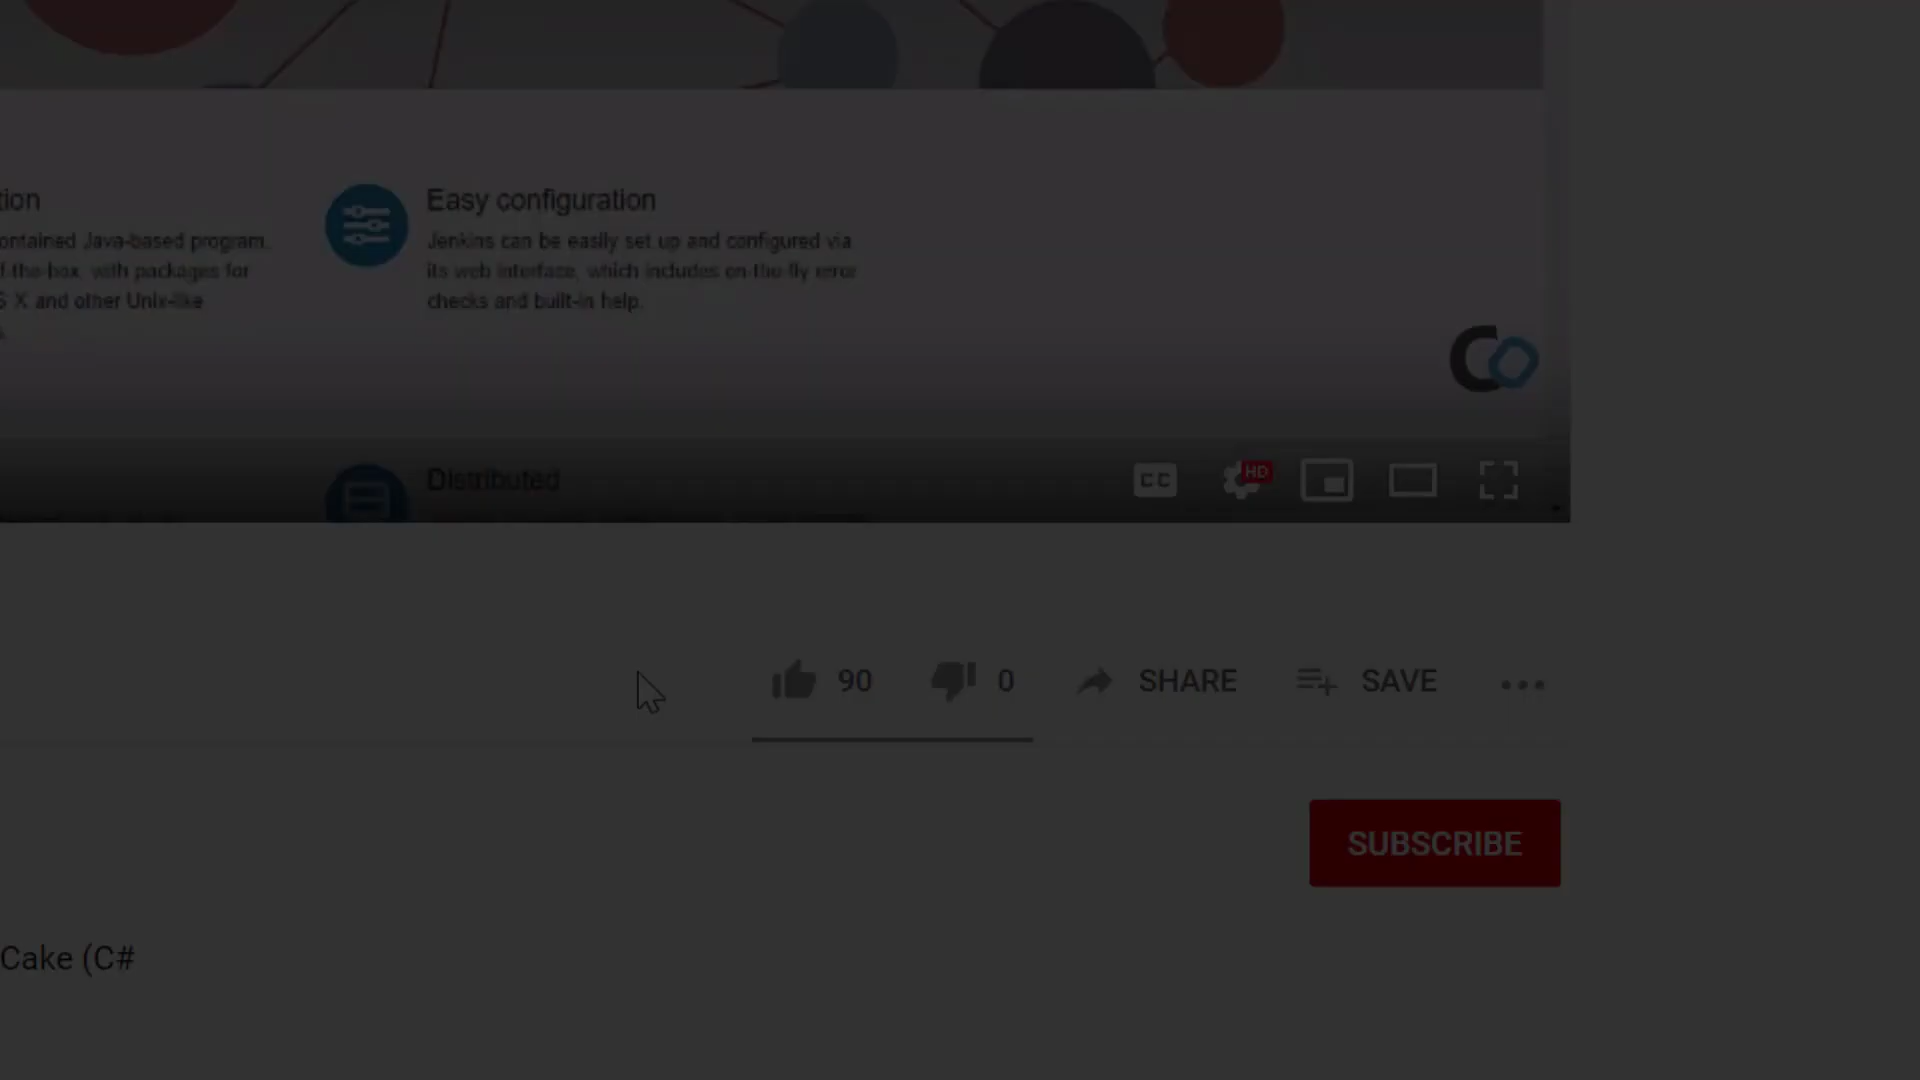 tion
ontained Java-based program,
f-the-box, with packages for
S X and other Unix-like
Easy configuration
Jenkins can be easily set up and configured via
its web interface, which includes on-the-fly error
checks and built-in help.
Distributed
CC
HD
90
0
SHARE
SAVE
SUBSCRIBE
Cake (C#